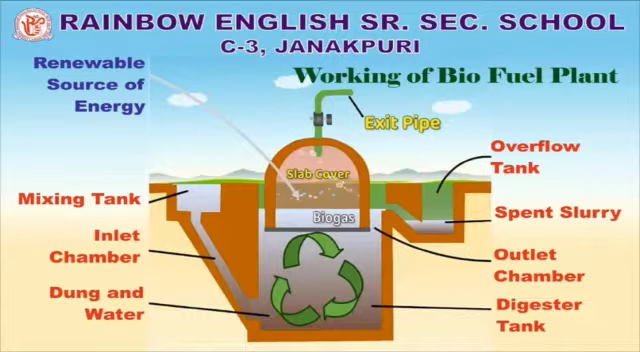 RAINBOW ENGLISH SR. SEC. SCHOOL
C-3, JANAKPURI
Renewable
Source of
Energy
Working of Bio Fuel Plant
Exit Pipe
Overflow
Tank
Slab Cover
Mixing Tank
Spent Slurry
Biogas
Inlet
Chamber
Outlet
Chamber
Dung and
Water
Digester
Tank